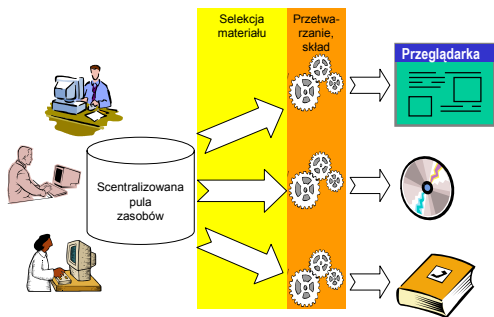 Selekcja
materiału
Przetwa-
rzanie,
skład
Przeglądarka
Scentralizowana
pula
zasobów